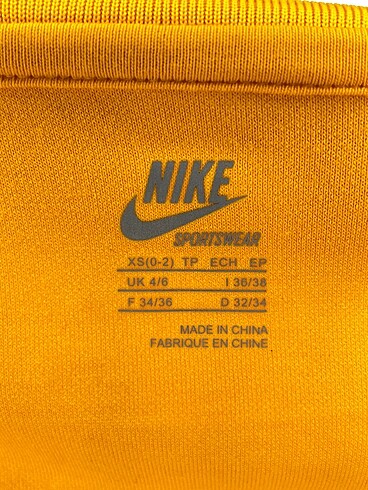 NIKE
SPORTSWEAR
XS(0-2) TP ECH EP
UK 4/6 I 36/38
F 34/36 D 32/34
MADE IN CHINA
FABRIQUE EN CHINE